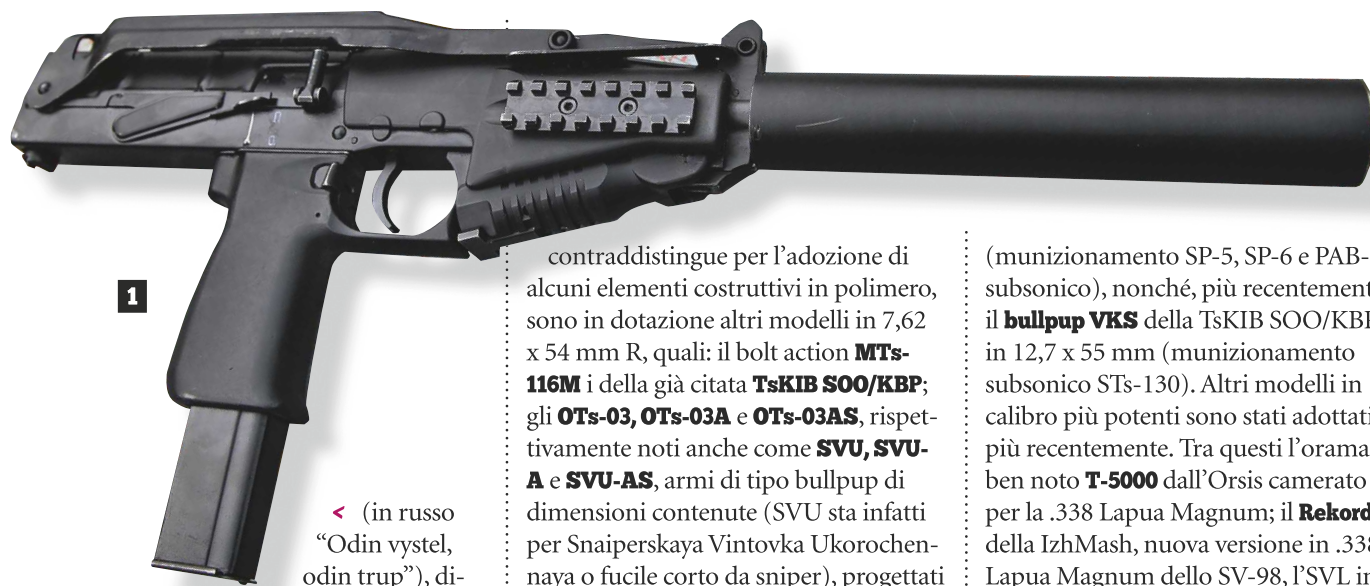 1
< (in russo
“Odin vystel,
odin trup”), di-
contraddistingue per l’adozione di
alcuni elementi costruttivi in polimero,
sono in dotazione altri modelli in 7,62
x 54 mm R, quali: il bolt action MTs-
116M i della già citata TsKIB SOO/KBP;
gli OTs-03, OTs-03A e OTs-03AS, rispet-
tivamente noti anche come SVU, SVU-
A e SVU-AS, armi di tipo bullpup di
dimensioni contenute (SVU sta infatti
per Snaiperskaya Vintovka Ukorochen-
naya o fucile corto da sniper), progettati
(munizionamento SP-5, SP-6 e PAB-
subsonico), nonché, più recentement
il bullpup VKS della TsKIB SOO/KBP
in 12,7 x 55 mm (munizionamento
subsonico STs-130). Altri modelli in
calibro più potenti sono stati adottati
più recentemente. Tra questi l’orama
ben noto T-5000 dall’Orsis camerato
per la .338 Lapua Magnum; il Rekord
della IzhMash, nuova versione in .338
Lapua Magnum dello SV-98, l’SVL i